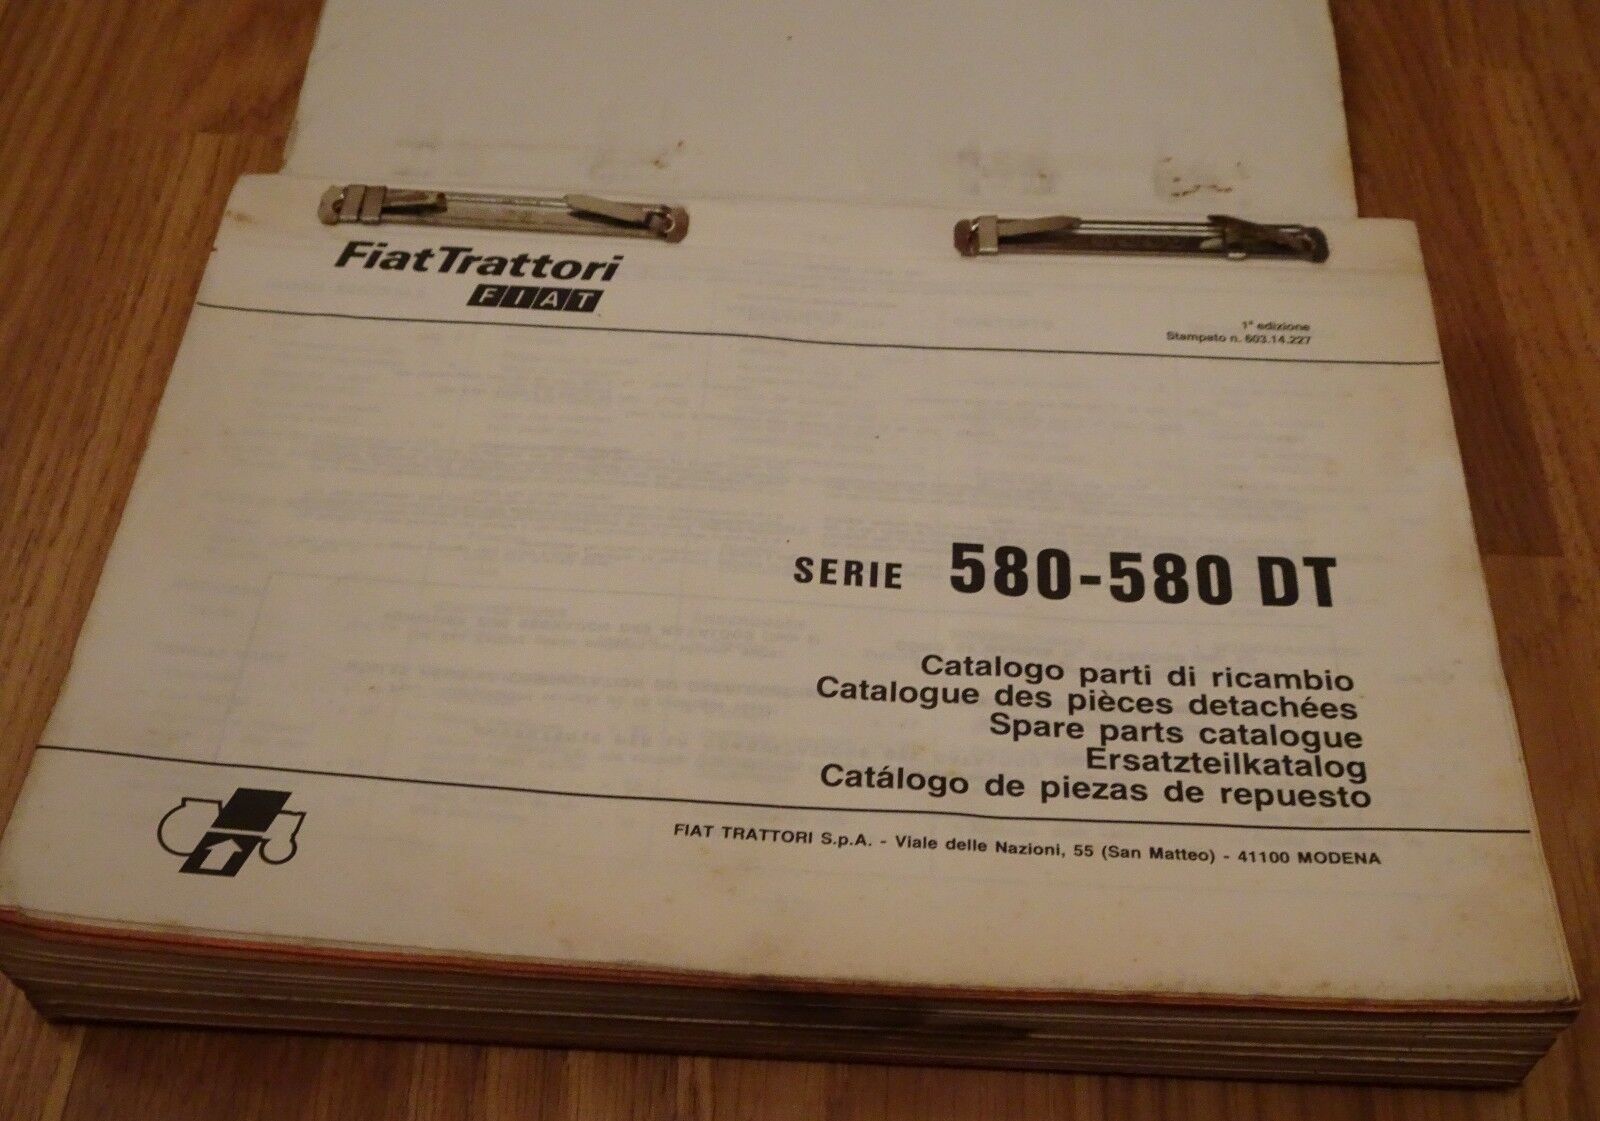 FiatTrattori
FIAT
1ª edizione
Stampato n. 603.14.227
SERIE 580-580 DT
Catalogo parti di ricambio
Catalogue des pièces detachées
Spare parts catalogue
Ersatzteilkatalog
Catálogo de piezas de repuesto
FIAT TRATTORI S.p.A. - Viale delle Nazioni, 55 (San Matteo) - 41100 MODENA